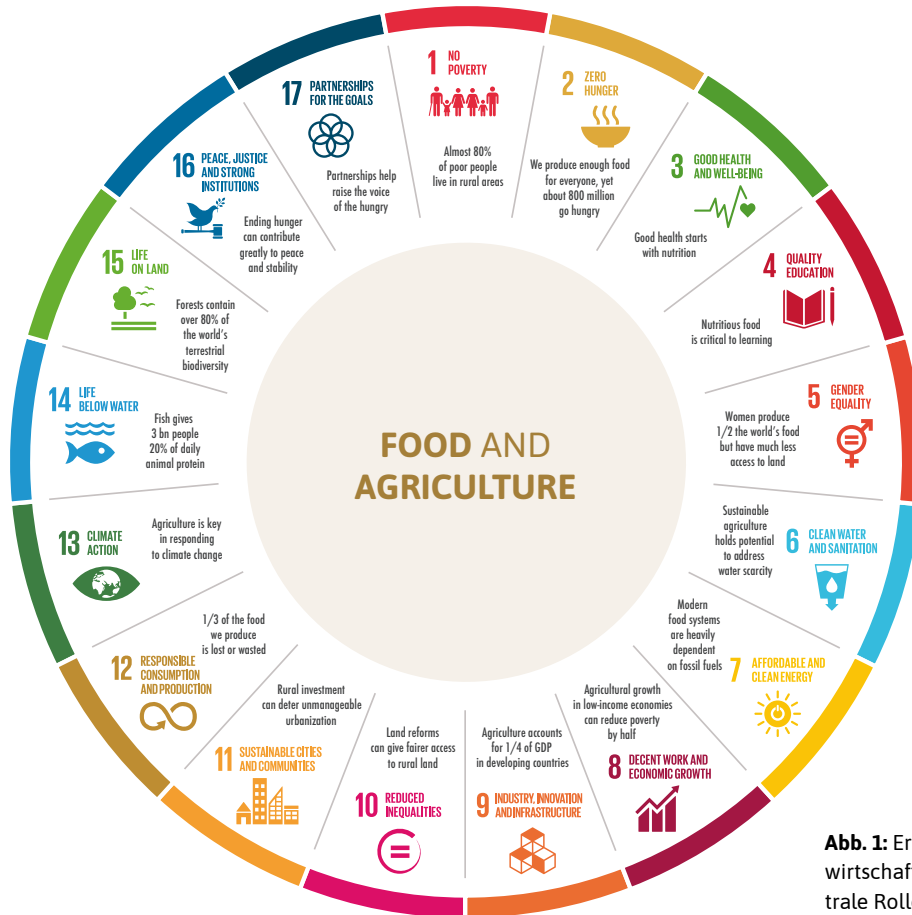 1 NO
POVERTY
Almost 80%
of poor people
live in rural areas
2 ZERO
HUNGER
We produce enough food
for everyone, yet
about 800 million
go hungry
3 GOOD HEALTH
AND WELL-BEING
Good health starts
with nutrition
4 QUALITY
EDUCATION
Nutritious food
is critical to learning
5 GENDER
EQUALITY
Women produce
1/2 the world's food
but have much less
access to land
6 CLEAN WATER
AND SANITATION
Sustainable
agriculture
holds potential
to address
water scarcity
7 AFFORDABLE AND
CLEAN ENERGY
Modern
food systems
are heavily
dependent
on fossil fuels
8 DECENT WORK AND
ECONOMIC GROWTH
Agricultural growth
in low-income economies
can reduce poverty
by half
9 INDUSTRY, INNOVATION
AND INFRASTRUCTURE
Agriculture accounts
for 1/4 of GDP
in developing countries
10 REDUCED
INEQUALITIES
Land reforms
can give fairer access
to rural land
11 SUSTAINABLE CITIES
AND COMMUNITIES
Rural investment
can deter unmanageable
urbanization
12 RESPONSIBLE
CONSUMPTION
AND PRODUCTION
1/3 of the food
we produce
is lost or wasted
13 CLIMATE
ACTION
Agriculture is key
in responding
to climate change
14 LIFE
BELOW WATER
Fish gives
3 bn people
20% of daily
animal protein
15 LIFE
ON LAND
Forests contain
over 80% of
the world's
terrestrial
biodiversity
16 PEACE, JUSTICE
AND STRONG
INSTITUTIONS
Ending hunger
can contribute
greatly to peace
and stability
17 PARTNERSHIPS
FOR THE GOALS
Partnerships help
raise the voice
of the hungry
FOOD AND
AGRICULTURE
Abb. 1: Er
wirtschaf
trale Roll